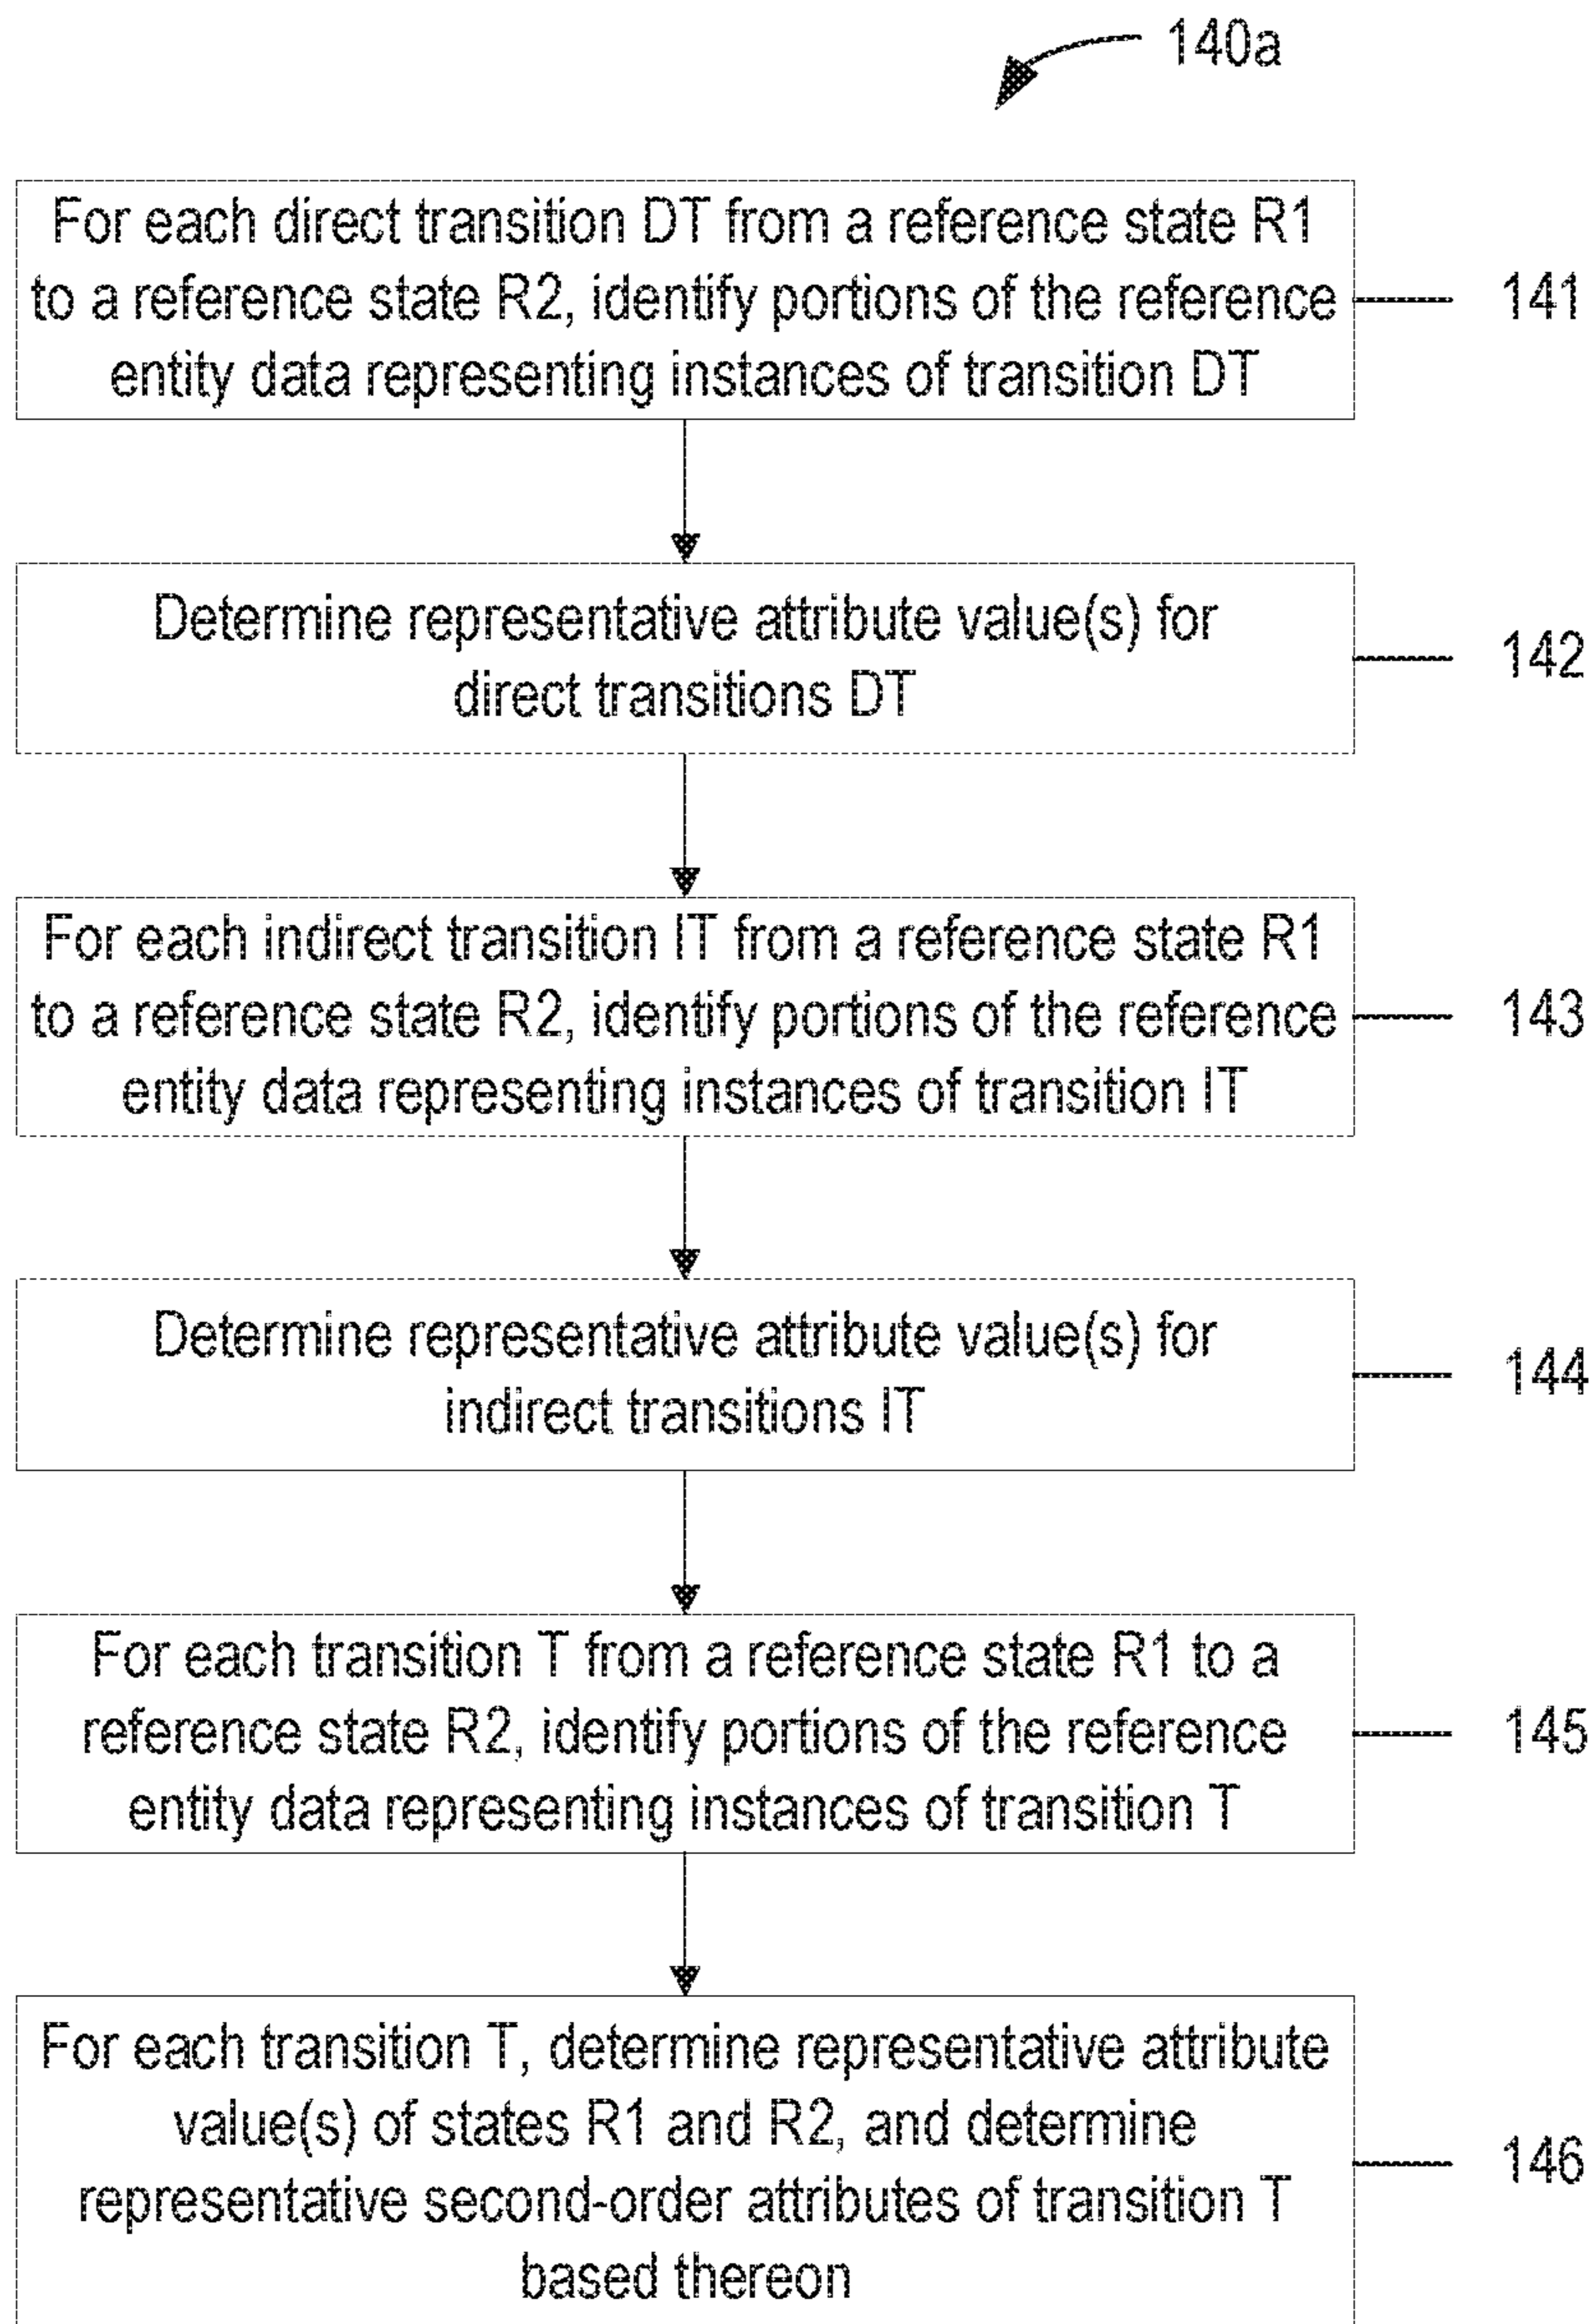 140a
For each direct transition DT from a reference state R1
to a reference state R2, identify portions of the reference
entity data representing instances of transition DT
141
Determine representative attribute value(s) for
direct transitions DT
142
For each indirect transition IT from a reference state R1
to a reference state R2, identify portions of the reference
entity data representing instances of transition IT
143
Determine representative attribute value(s) for
indirect transitions IT
144
For each transition T from a reference state R1 to a
reference state R2, identify portions of the reference
entity data representing instances of transition T
145
For each transition T, determine representative attribute
value(s) of states R1 and R2, and determine
representative second-order attributes of transition T
based thereon
146